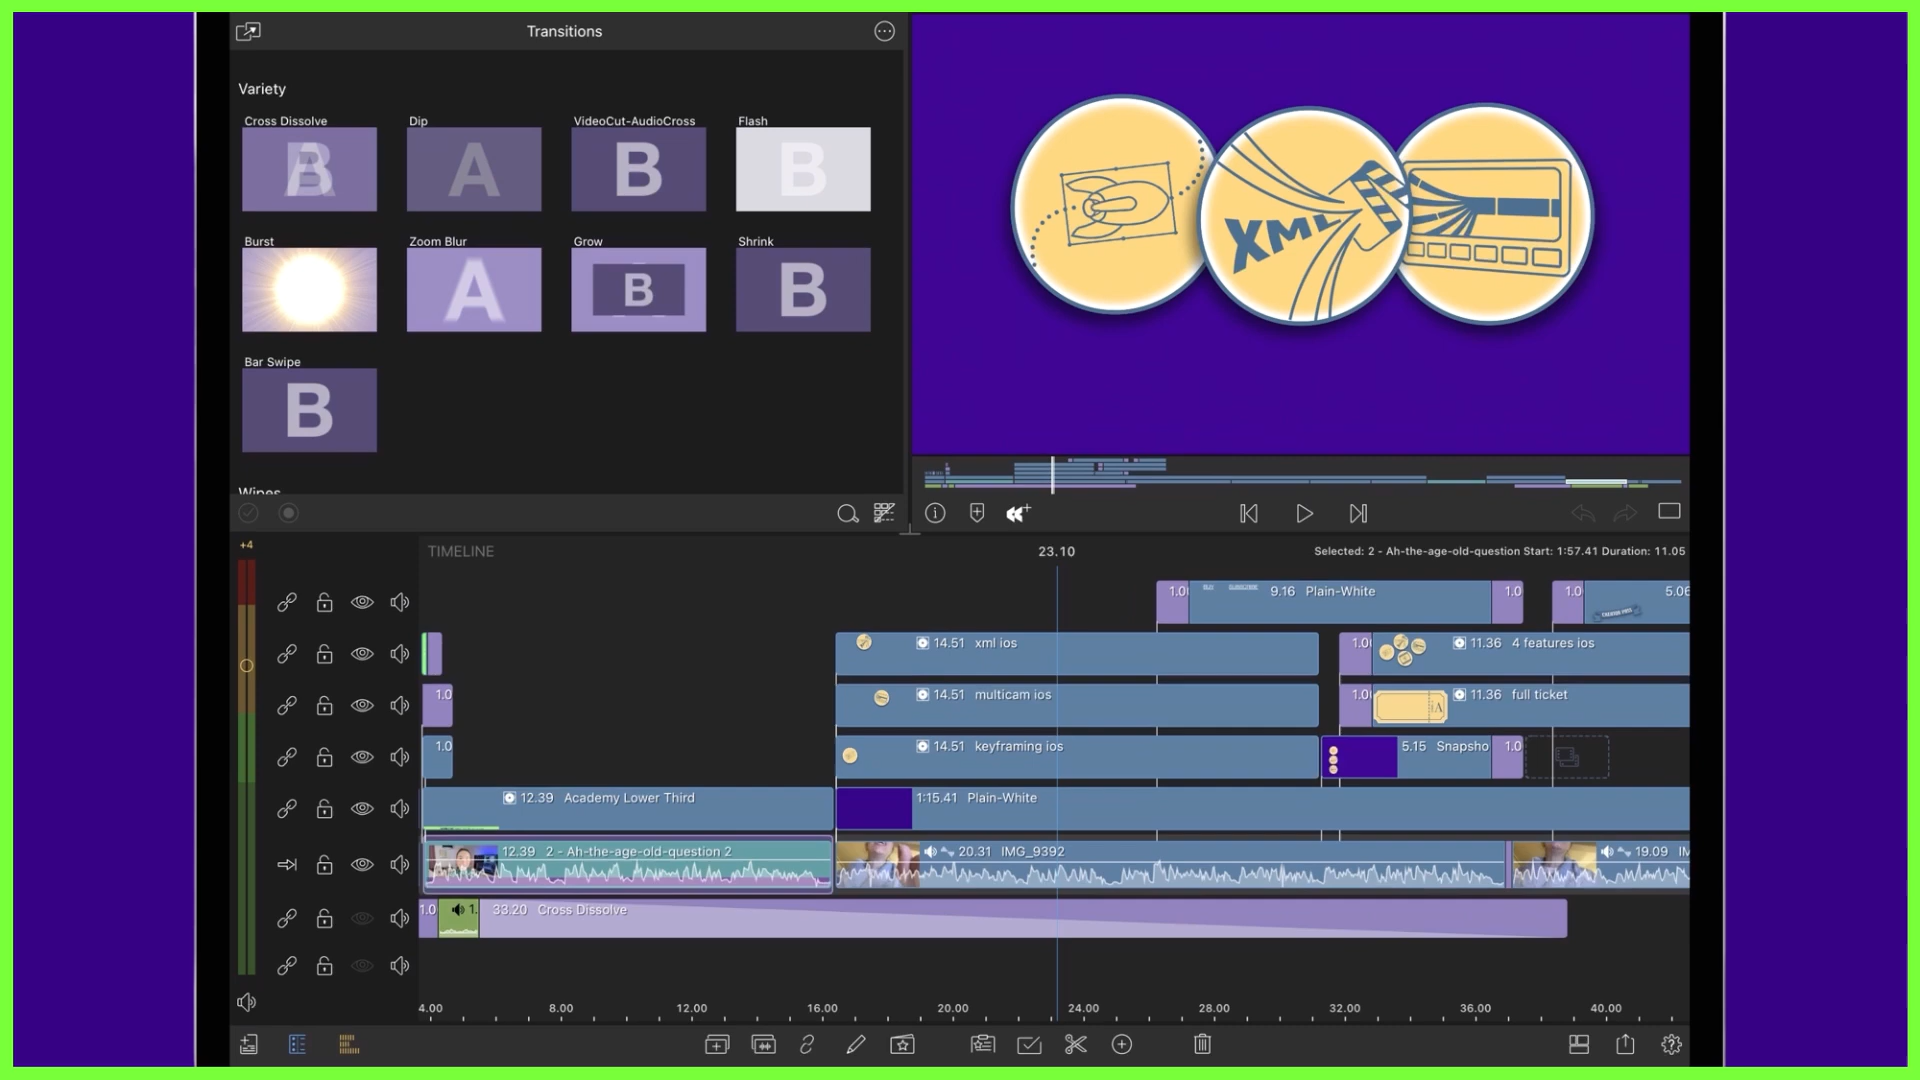 Transitions
Variety
Cross Dissolve
Dip
VideoCut-AudioCross
Flash
B
A
B
B
Burst
Zoom Blur
Grow
Shrink
A
B
B
Bar Swipe
B
Wipes
XML
+4
TIMELINE
23.10
Selected: 2 - Ah-the-age-old-question Start: 1:57.41 Duration: 11.05
1.0
9.16 Plain-White
1.0
1.0
5.06
14.51 xml ios
1.0
11.36 4 features ios
1.0
14.51 multicam ios
1.0
11.36 full ticket
1.0
14.51 keyframing ios
5.15 Snapsho
1.0
12.39 Academy Lower Third
1:15.41 Plain-White
12.39 2 - Ah-the-age-old-question 2
20.31 IMG_9392
19.09 IM
1.0
1.
33.20 Cross Dissolve
4.00
8.00
12.00
16.00
20.00
24.00
28.00
32.00
36.00
40.00